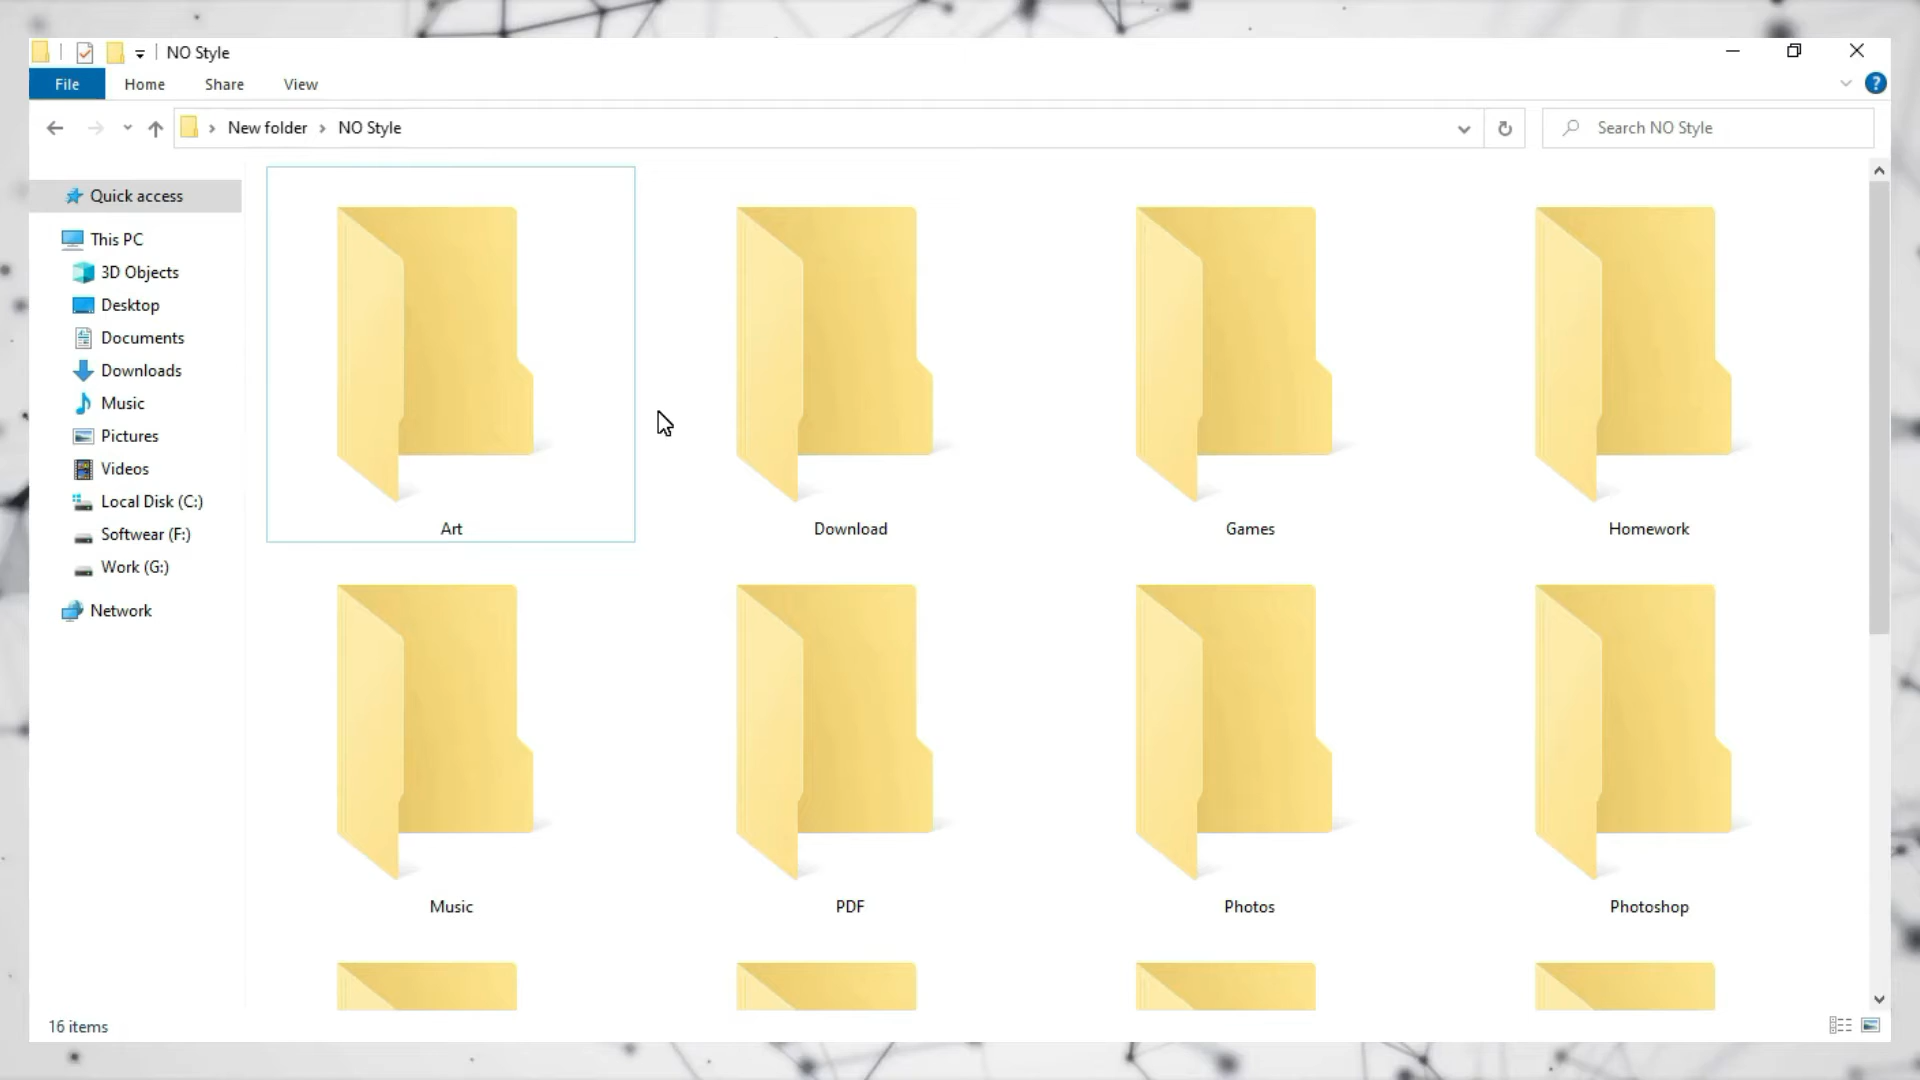 NO Style
File Home Share View
?
New folder > NO Style
Search NO Style
Quick access
This PC
3D Objects
Desktop
Documents
Downloads
Music
Pictures
Videos
Local Disk (C:)
Softwear (F:)
Work (G:)
Network
Art Download Games Homework
Music PDF Photos Photoshop
16 items